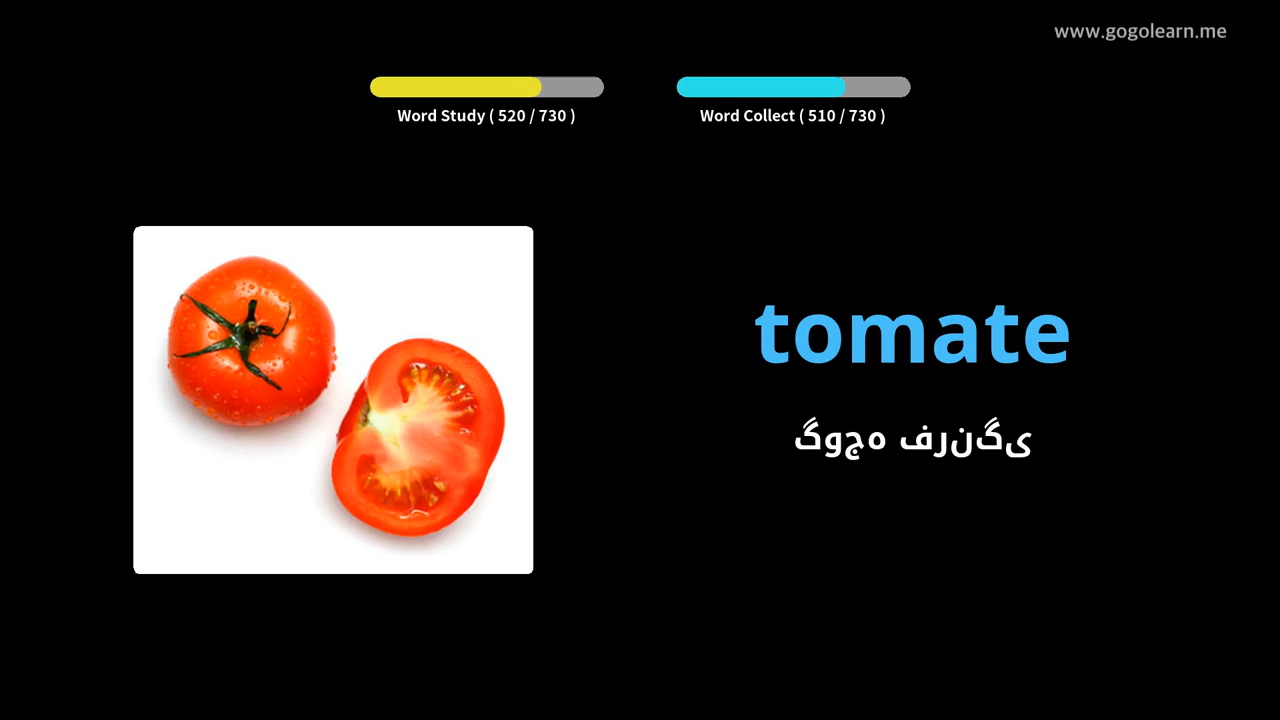 www.gogolearn.me
Word Study ( 520 / 730 )
Word Collect ( 510 / 730 )
tomate
گوجه فرنگی